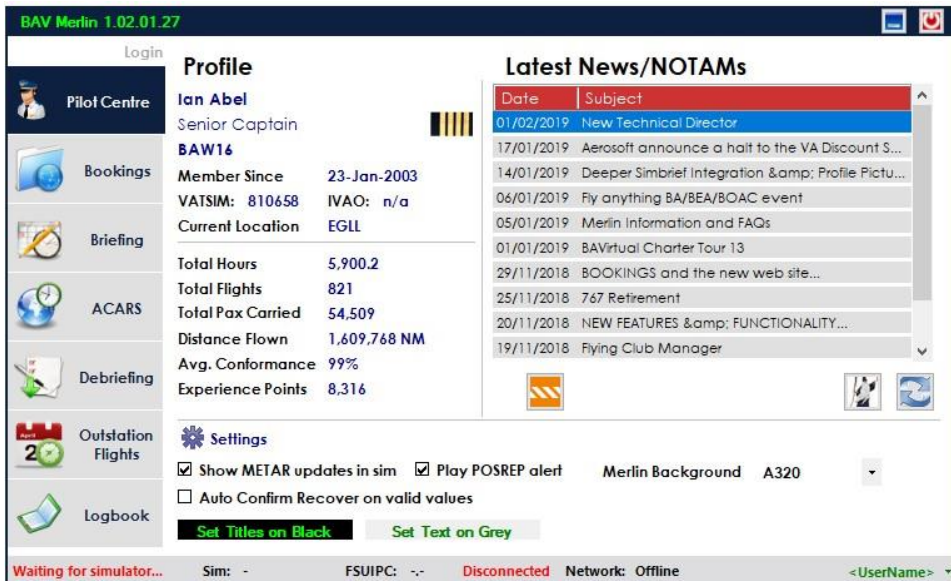 BAV Merlin 1.02.01.27
Login
Pilot Centre
Bookings
Briefing
ACARS
Debriefing
April
2
Outstation
Flights
Logbook
Profile
Ian Abel
Senior Captain
BAW16
Member Since 23-Jan-2003
VATSIM: 810658 IVAO: n/a
Current Location EGLL
Total Hours 5,900.2
Total Flights 821
Total Pax Carried 54,509
Distance Flown 1,609,768 NM
Avg. Conformance 99%
Experience Points 8,316
Latest News/NOTAMs
Date Subject
01/02/2019 New Technical Director
17/01/2019 Aerosoft announce a halt to the VA Discount S...
14/01/2019 Deeper Simbrief Integration &amp; Profile Pictu...
06/01/2019 Fly anything BA/BEA/BOAC event
05/01/2019 Merlin Information and FAQs
01/01/2019 BAVirtual Charter Tour 13
29/11/2018 BOOKINGS and the new web site...
25/11/2018 767 Retirement
20/11/2018 NEW FEATURES &amp; FUNCTIONALITY...
19/11/2018 Flying Club Manager
Settings
Show METAR updates in sim Play POSREP alert Merlin Background A320
Auto Confirm Recover on valid values
Set Titles on Black Set Text on Grey
Waiting for simulator... Sim: - FSUIPC: -.- Disconnected Network: Offline <UserName>